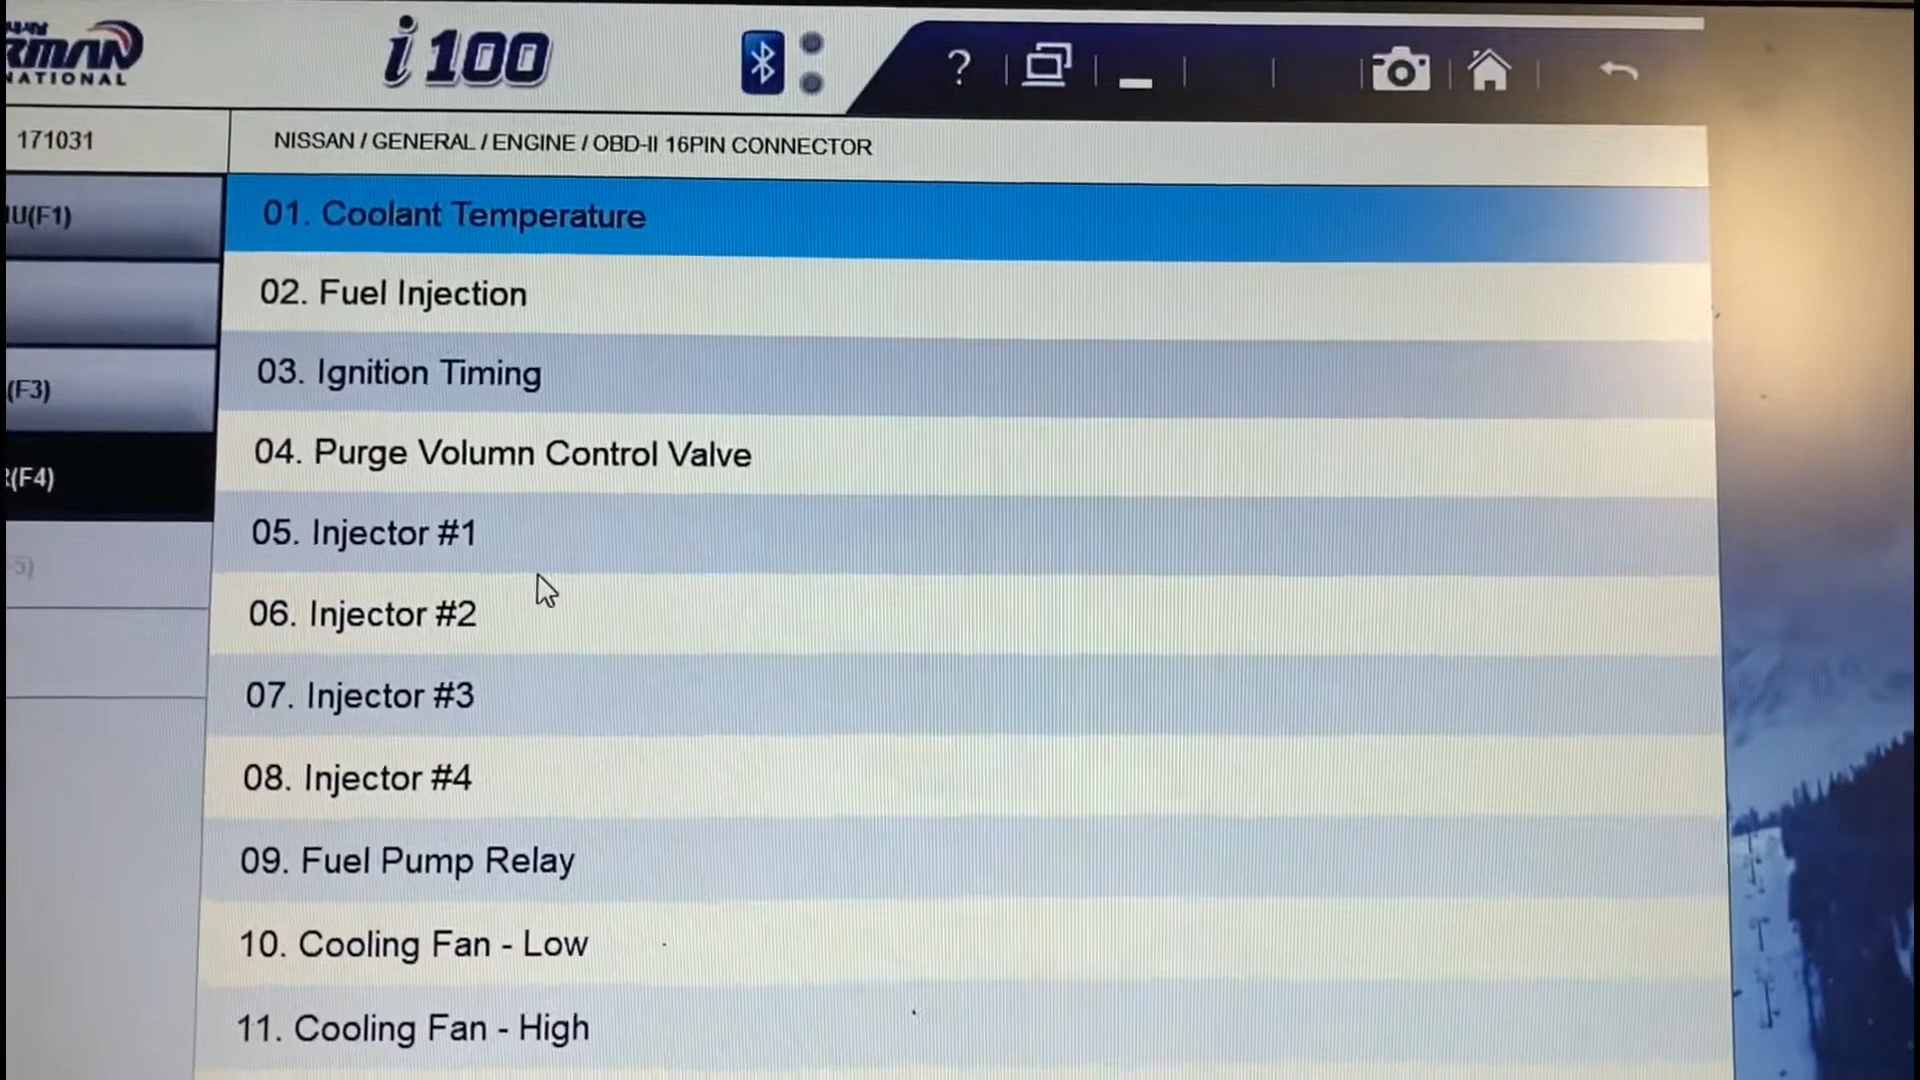 i 100
?
171031
NISSAN / GENERAL / ENGINE / OBD-II 16PIN CONNECTOR
(F1)
01. Coolant Temperature
02. Fuel Injection
(F3)
03. Ignition Timing
(F4)
04. Purge Volumn Control Valve
05. Injector #1
06. Injector #2
07. Injector #3
08. Injector #4
09. Fuel Pump Relay
10. Cooling Fan - Low
11. Cooling Fan - High